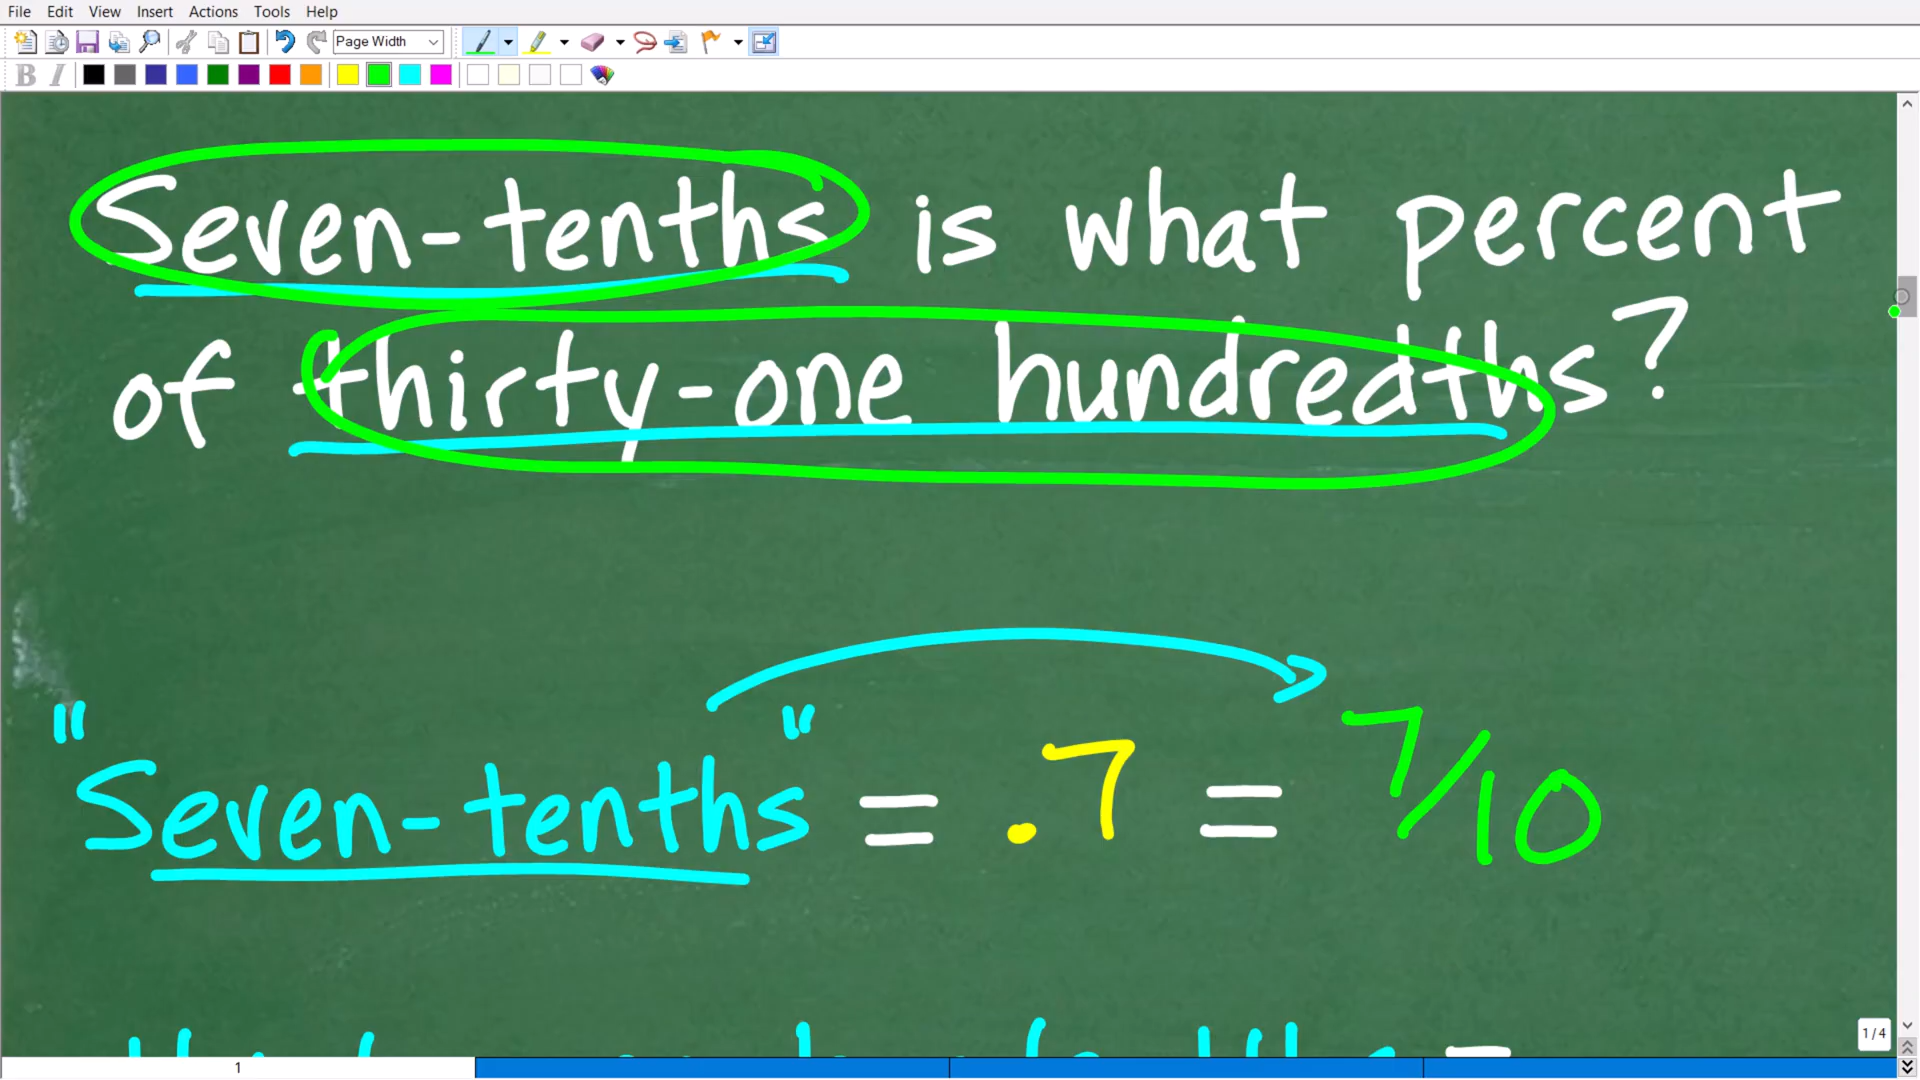 File Edit View Insert Actions Tools Help
Page Width
B I
Seven-tenths is what percent
of thirty-one hundredths?
"Seven-tenths" = .7 = 7/10
1 / 4
1